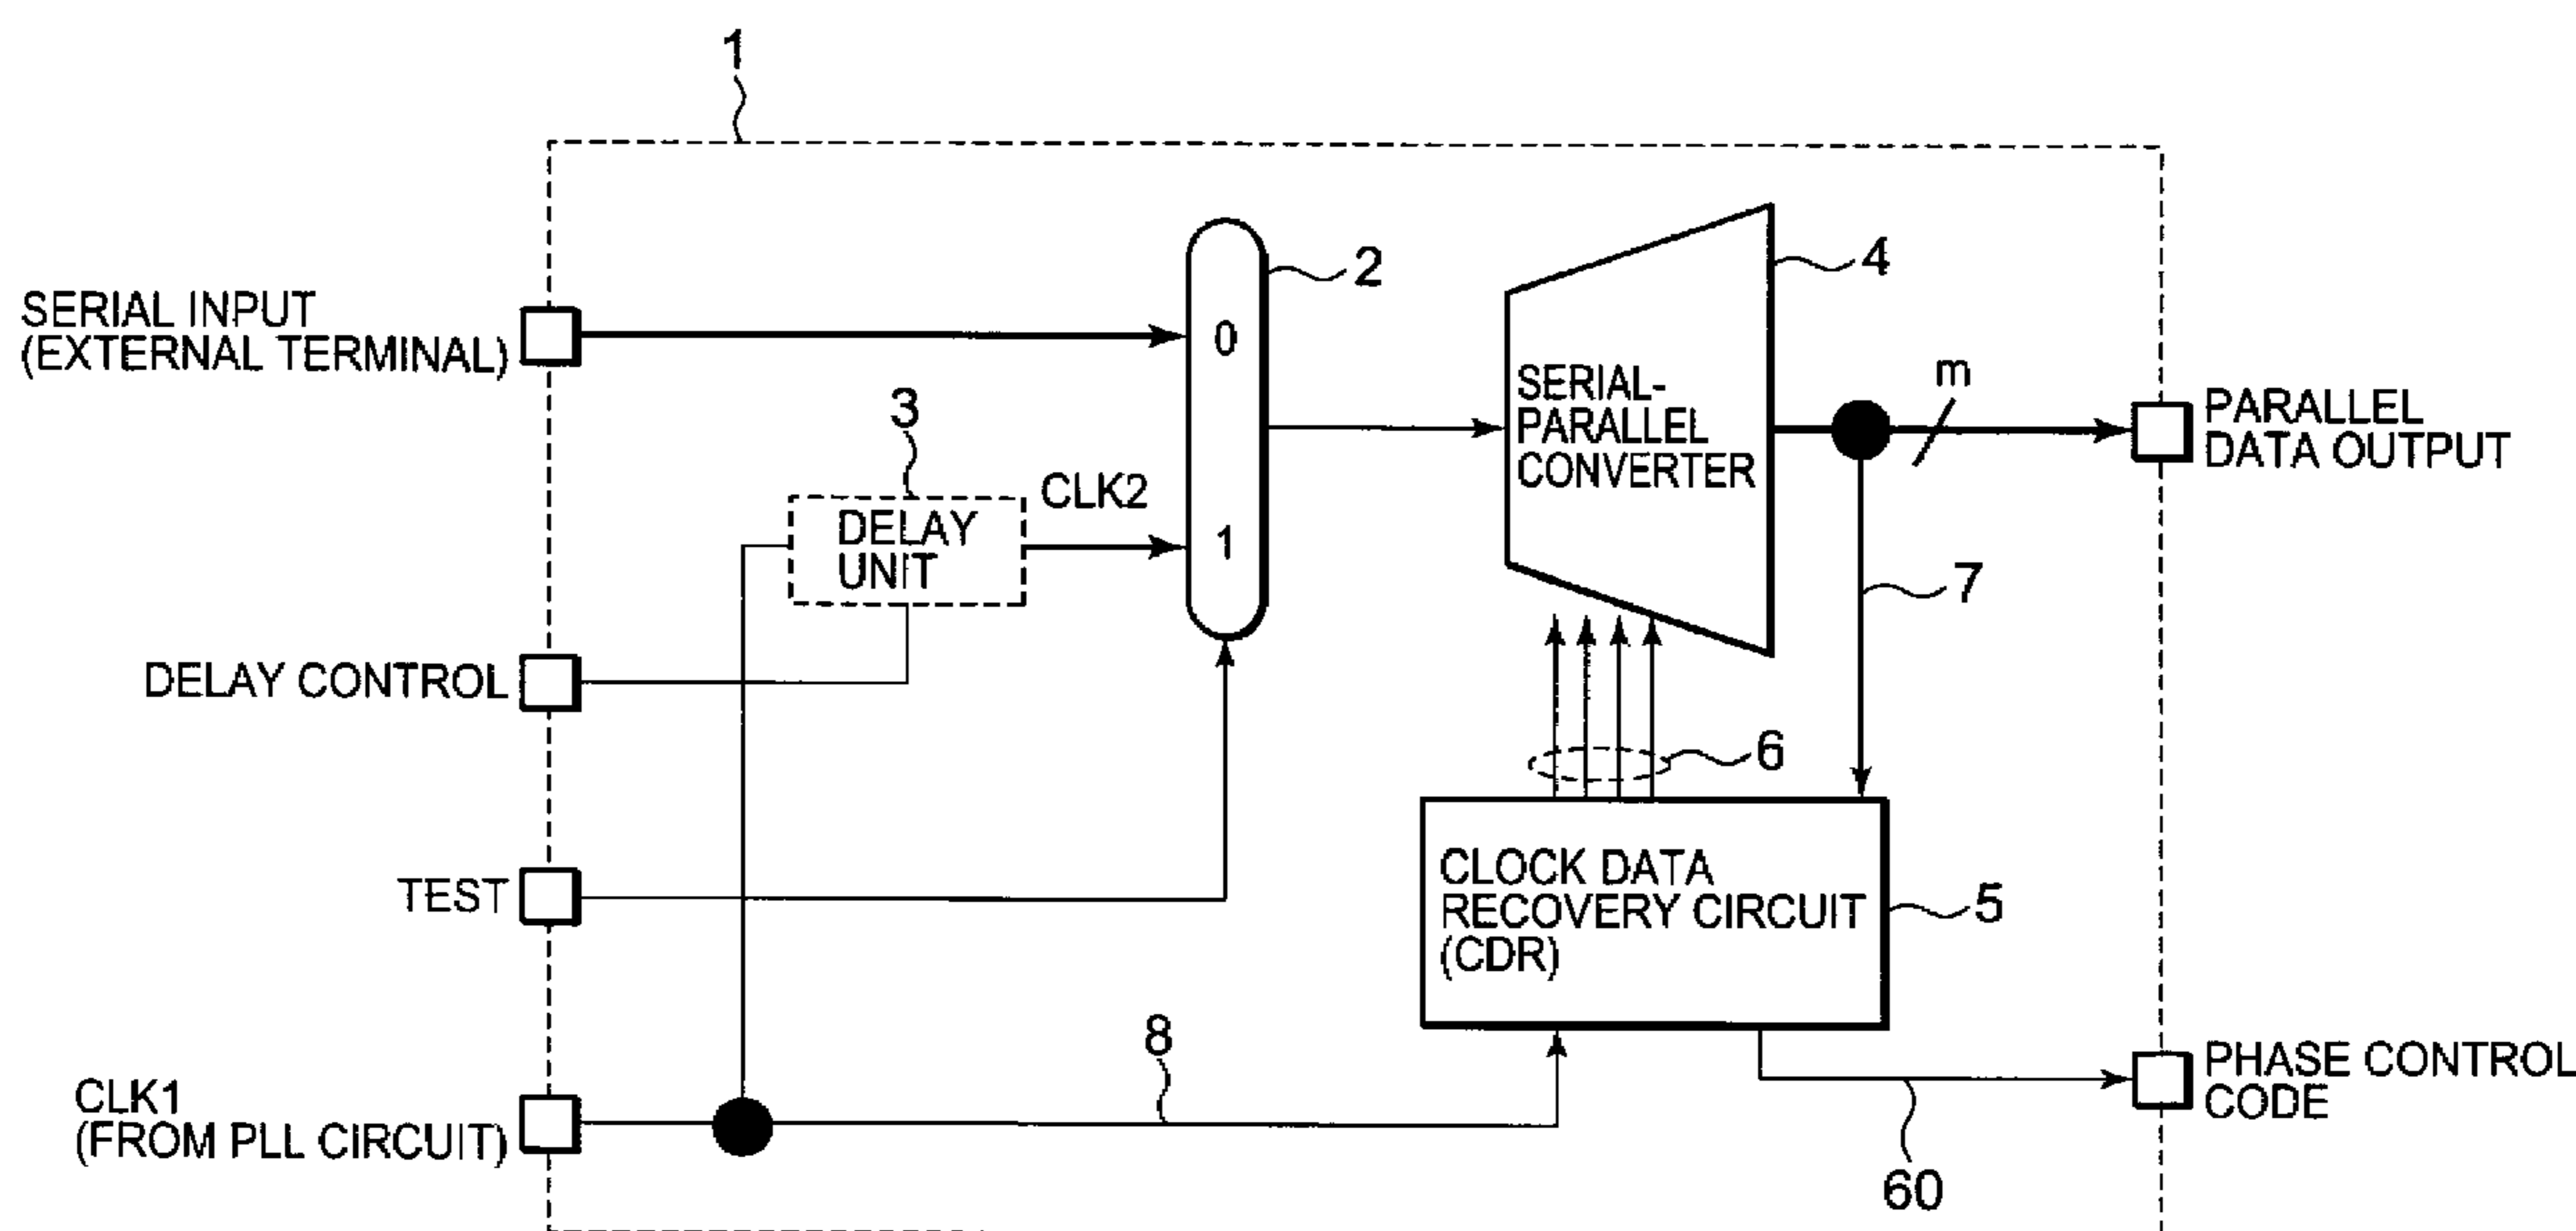 1
SERIAL INPUT
(EXTERNAL TERMINAL)
2
0
1
3
DELAY
UNIT
CLK2
4
SERIAL-
PARALLEL
CONVERTER
m
PARALLEL
DATA OUTPUT
7
DELAY CONTROL
6
TEST
CLOCK DATA
RECOVERY CIRCUIT
(CDR)
5
CLK1
(FROM PLL CIRCUIT)
8
PHASE CONTROL
CODE
60